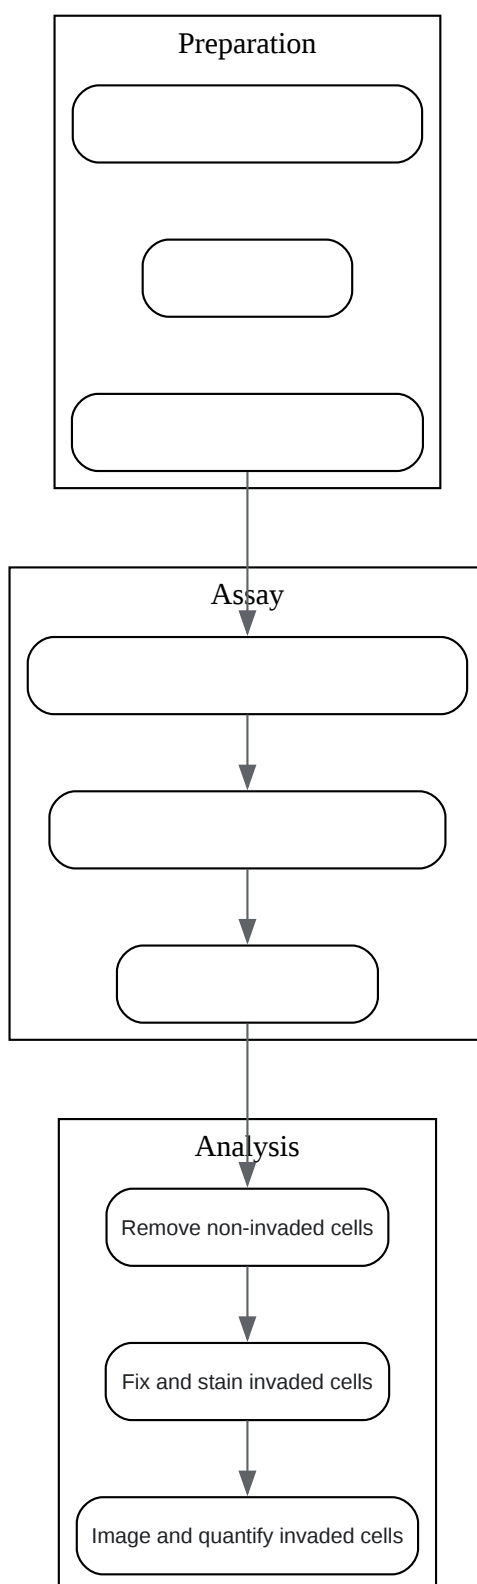 Preparation
Assay
Analysis
Remove non-invaded cells
Fix and stain invaded cells
Image and quantify invaded cells